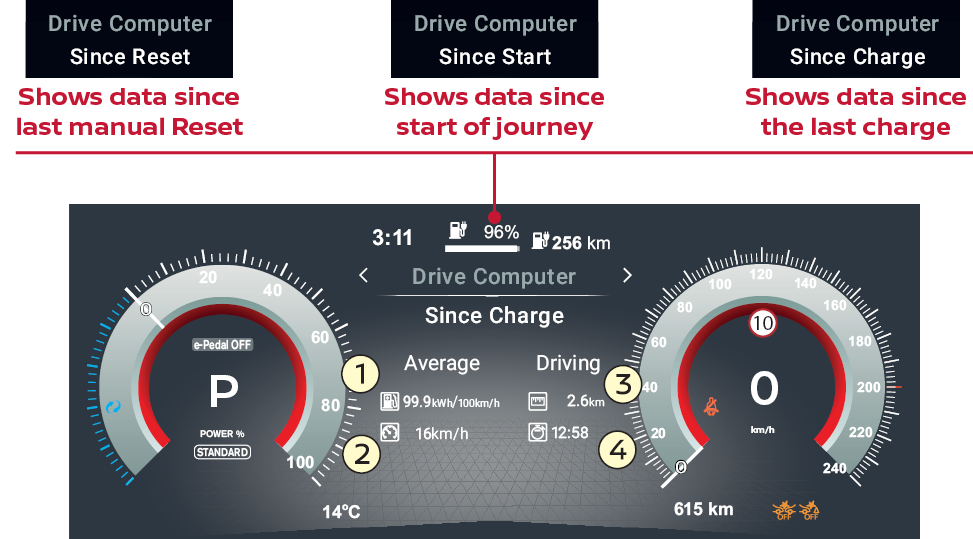 Drive Computer
Since Reset
Shows data since
last manual Reset
Drive Computer
Since Start
Shows data since
start of journey
Drive Computer
Since Charge
Shows data since
the last charge
3:11
96%
256 km
< Drive Computer >
Since Charge
Average
Driving
1
99.9kWh/100km/h
3
2.6km
2
16km/h
4
12:58
0
20
40
60
80
100
e-Pedal OFF
P
POWER %
STANDARD
0
20
40
60
80
100
120
140
160
180
200
220
240
10
0
km/h
14°C
615 km
OFF
OFF